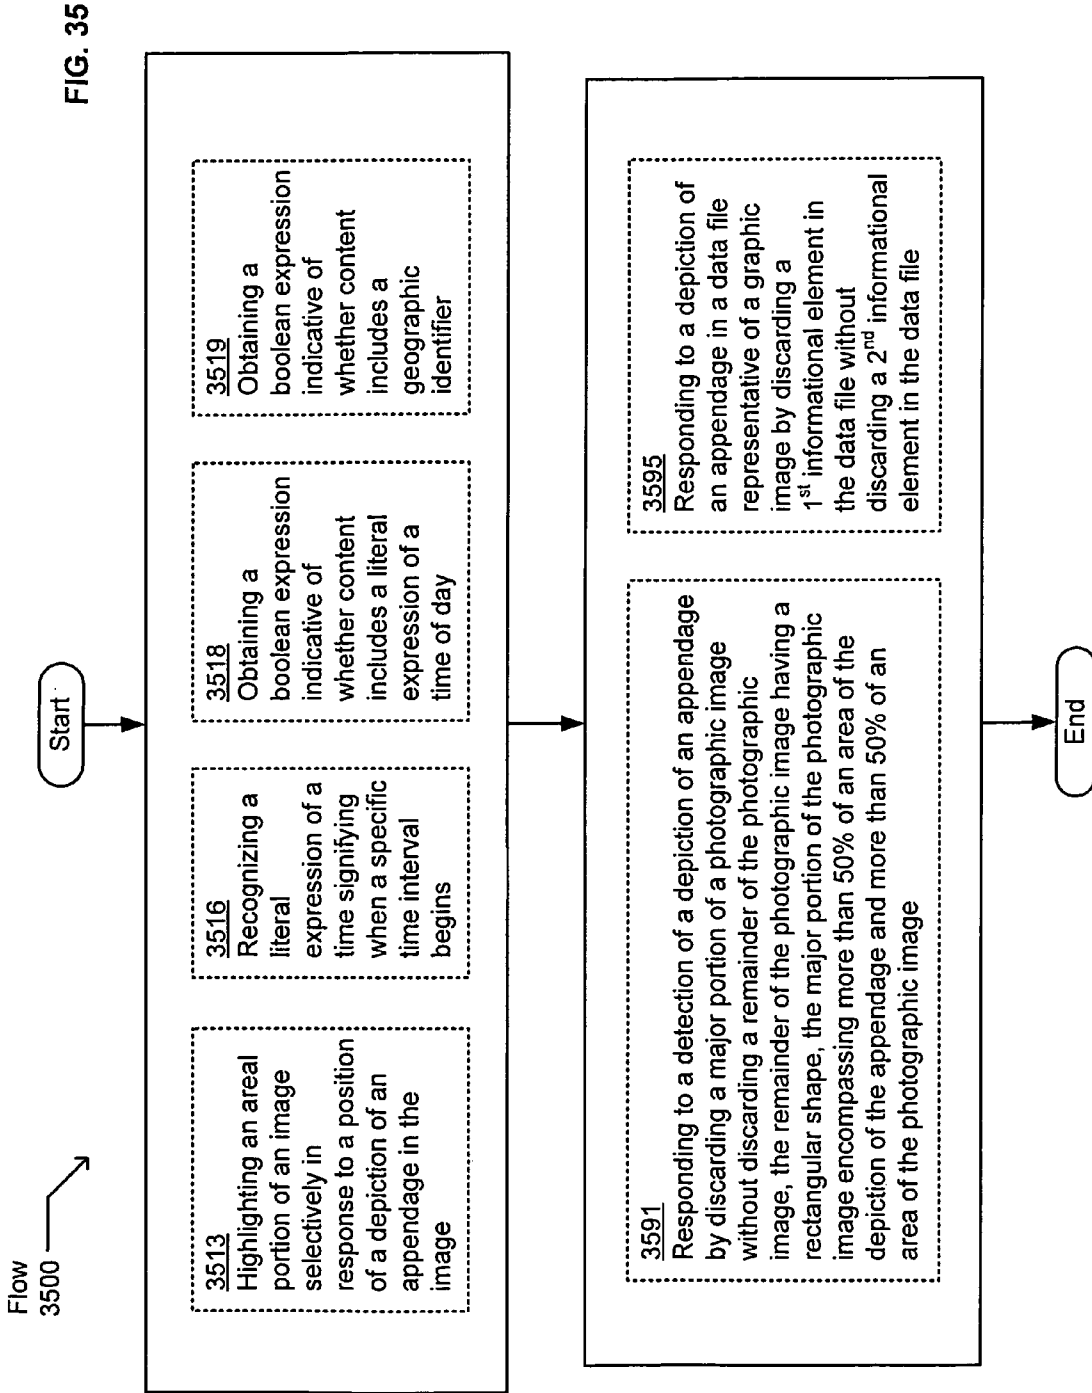 Flow
3500
FIG. 35
Start
3513
Highlighting an areal
portion of an image
selectively in
response to a position
of a depiction of an
appendage in the
image
3516
Recognizing a
literal
expression of a
time signifying
when a specific
time interval
begins
3518
Obtaining a
boolean expression
indicative of
whether content
includes a literal
expression of a
time of day
3519
Obtaining a
boolean expression
indicative of
whether content
includes a
geographic
identifier
3591
Responding to a detection of a depiction of an appendage
by discarding a major portion of a photographic image
without discarding a remainder of the photographic
image, the remainder of the photographic image having a
rectangular shape, the major portion of the photographic
image encompassing more than 50% of an area of the
depiction of the appendage and more than 50% of an
area of the photographic image
3595
Responding to a depiction of
an appendage in a data file
representative of a graphic
image by discarding a
1st informational element in
the data file without
discarding a 2nd informational
element in the data file
End